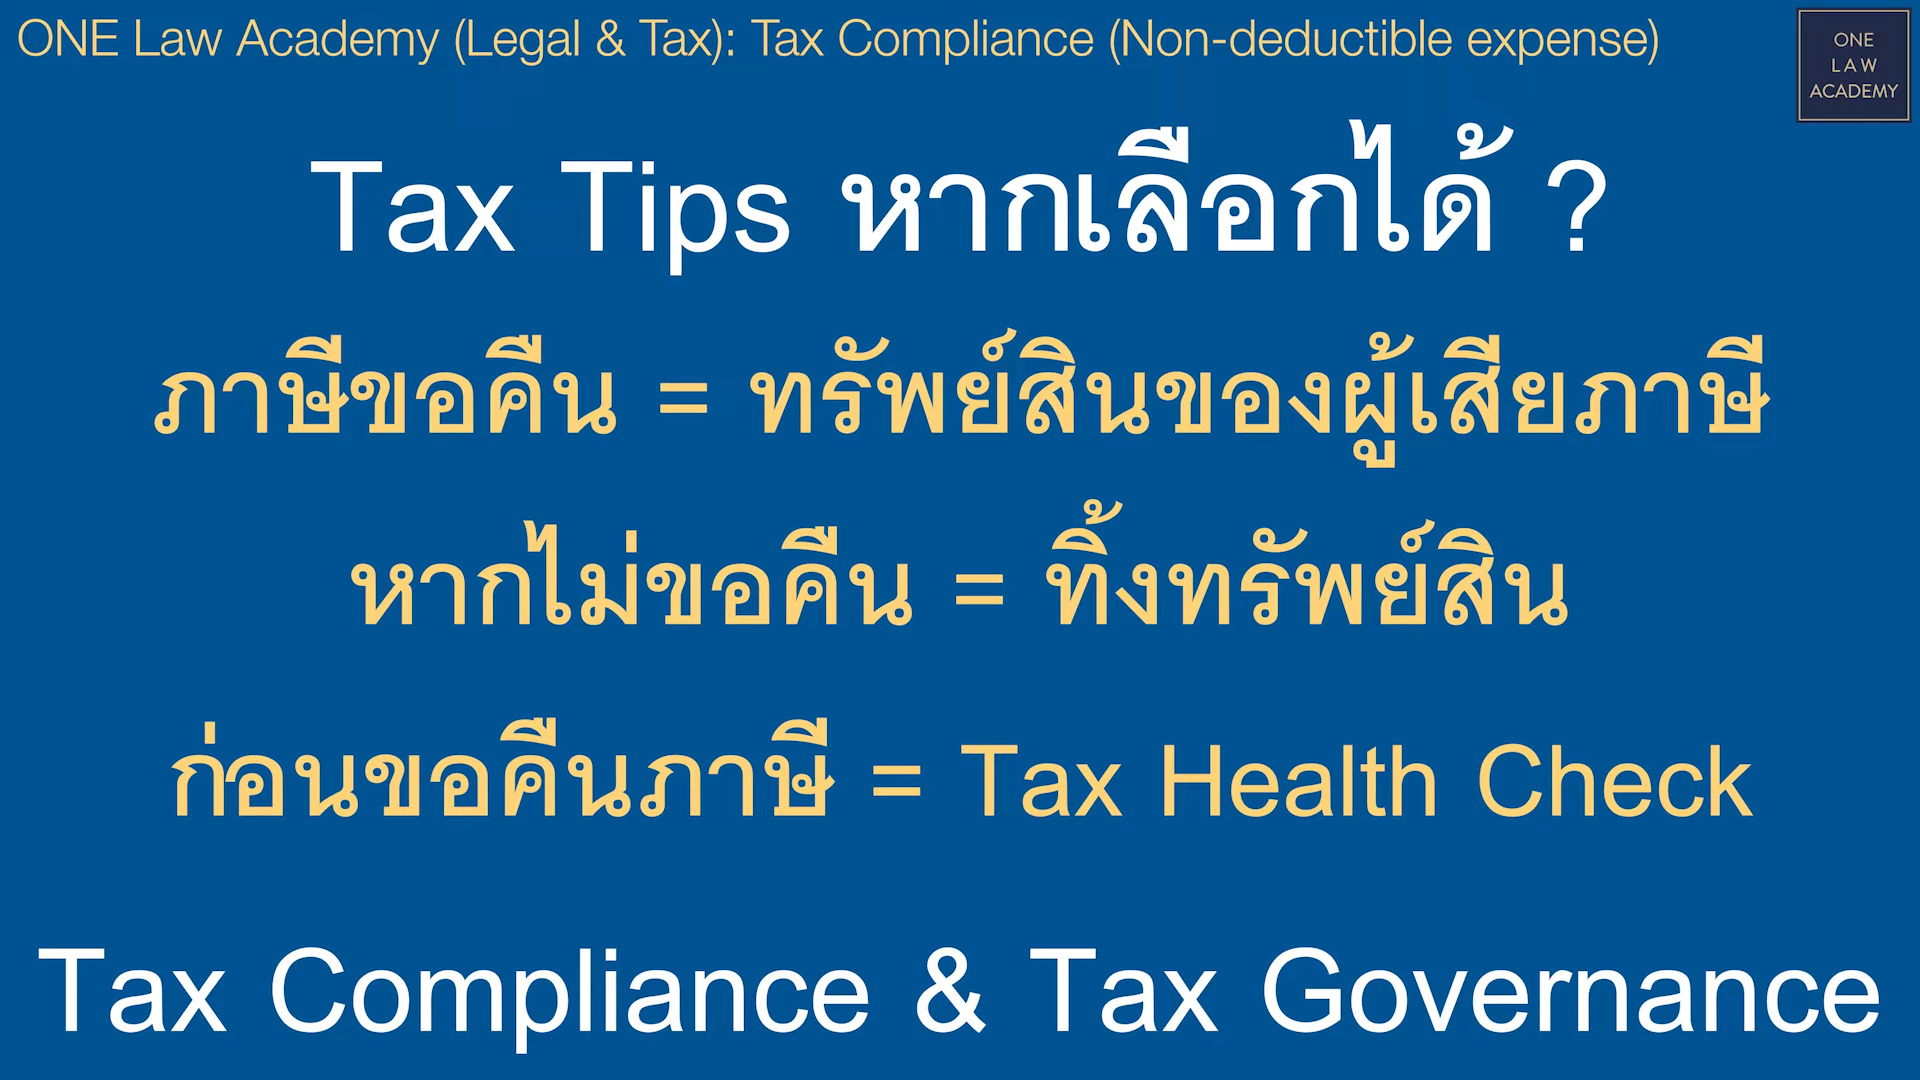 ONE Law Academy (Legal & Tax): Tax Compliance (Non-deductible expense)
ONE
LAW
ACADEMY
Tax Tips หากเลือกได้ ?
ภาษีขอคืน = ทรัพย์สินของผู้เสียภาษี
หากไม่ขอคืน = ทิ้งทรัพย์สิน
ก่อนขอคืนภาษี = Tax Health Check
Tax Compliance & Tax Governance